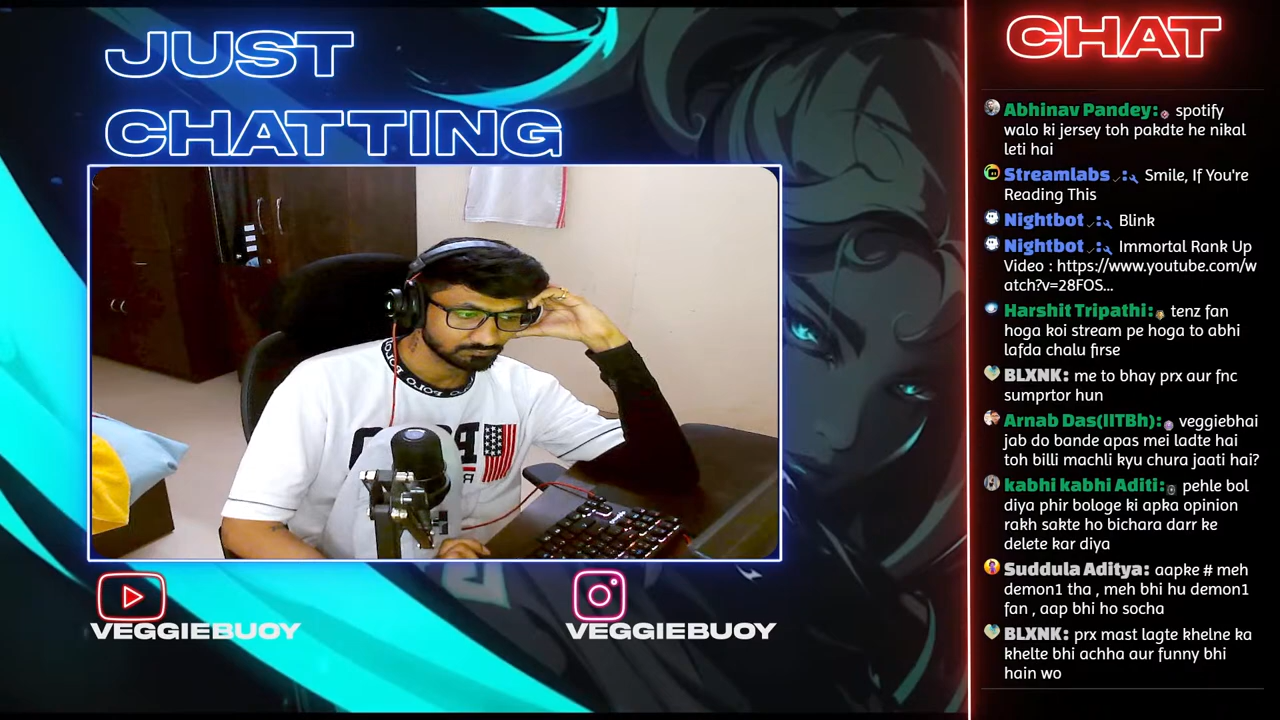 JUST
CHATTING
VEGGIEBUOY
VEGGIEBUOY
CHAT
Abhinav Pandey: spotify
walo ki jersey toh pakdte he nikal
leti hai
Streamlabs : Smile, If You're
Reading This
Nightbot : Blink
Nightbot : Immortal Rank Up
Video : https://www.youtube.com/w
atch?v=28FOS...
Harshit Tripathi: tenz fan
hoga koi stream pe hoga to abhi
lafda chalu firse
BLXNK: me to bhay prx aur fnc
sumprtor hun
Arnab Das(IITBh): veggiebhai
jab do bande apas mei ladte hai
toh billi machli kyu chura jaati hai?
kabhi kabhi Aditi: pehle bol
diya phir bologe ki apka opinion
rakh sakte ho bichara darr ke
delete kar diya
Suddula Aditya: aapke # meh
demon1 tha , meh bhi hu demon1
fan , aap bhi ho socha
BLXNK: prx mast lagte khelne ka
khelte bhi achha aur funny bhi
hain wo